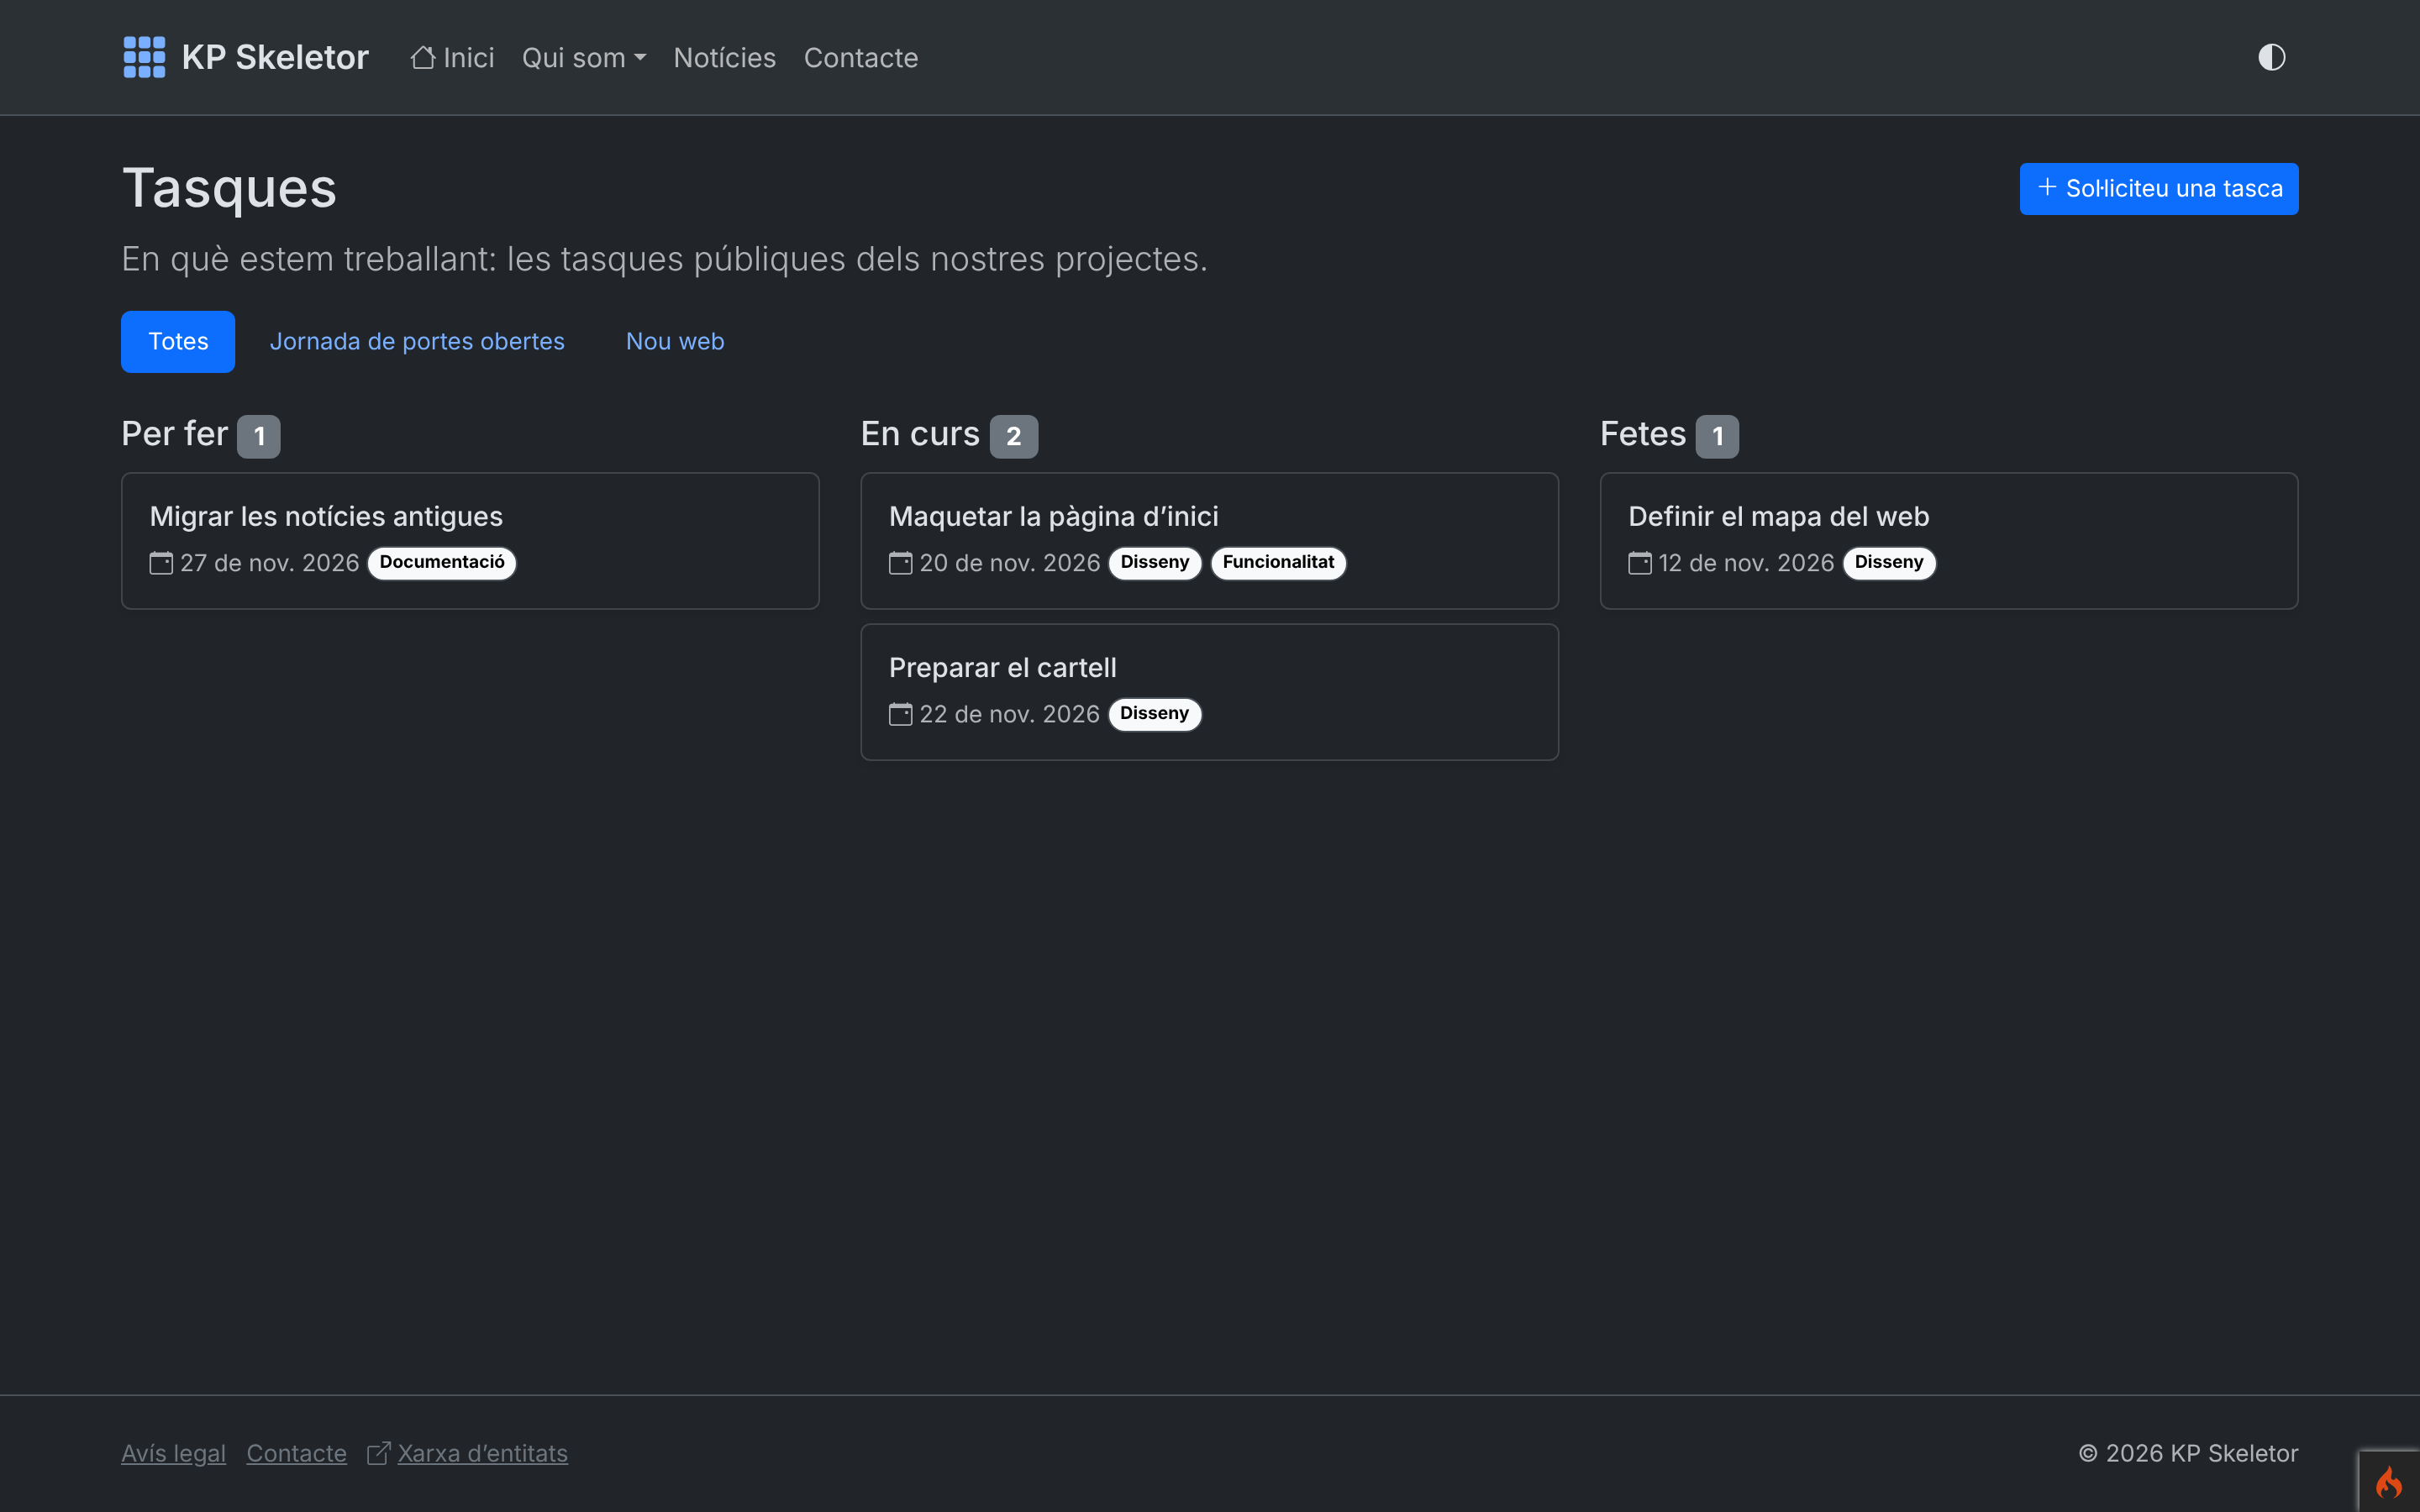 KP Skeletor Inici Qui som Notícies Contacte
Tasques
+ Sol·liciteu una tasca
En què estem treballant: les tasques públiques dels nostres projectes.
Totes Jornada de portes obertes Nou web
Per fer 1
Migrar les notícies antigues
27 de nov. 2026 Documentació
En curs 2
Maquetar la pàgina d’inici
20 de nov. 2026 Disseny Funcionalitat
Preparar el cartell
22 de nov. 2026 Disseny
Fetes 1
Definir el mapa del web
12 de nov. 2026 Disseny
Avís legal Contacte Xarxa d’entitats
© 2026 KP Skeletor